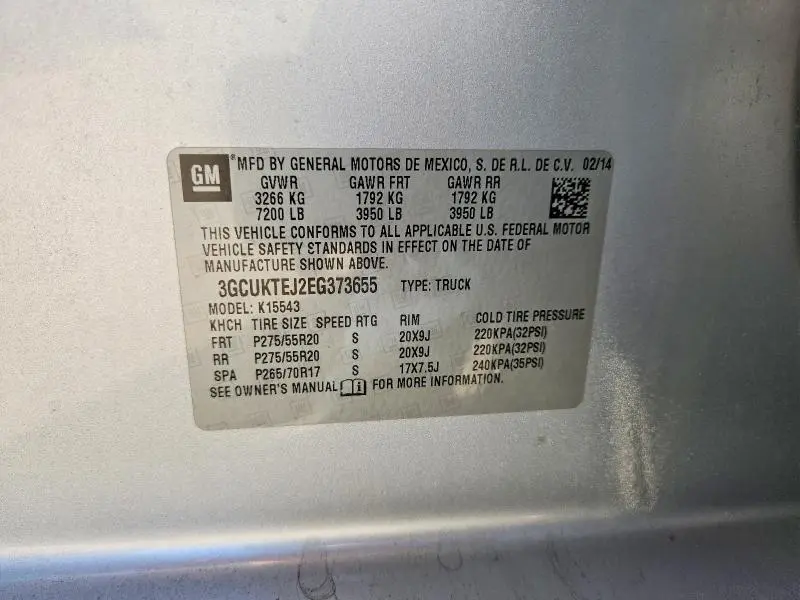 GM ® MFD BY GENERAL MOTORS DE MEXICO, S. DE R.L. DE C.V. 02/14
GVWR GAWR FRT GAWR RR
3266 KG 1792 KG 1792 KG
7200 LB 3950 LB 3950 LB
THIS VEHICLE CONFORMS TO ALL APPLICABLE U.S. FEDERAL MOTOR
VEHICLE SAFETY STANDARDS IN EFFECT ON THE DATE OF
MANUFACTURE SHOWN ABOVE.
3GCUKTEJ2EG373655 TYPE: TRUCK
MODEL: K15543
KHCH TIRE SIZE SPEED RTG RIM COLD TIRE PRESSURE
FRT P275/55R20 S 20X9J 220KPA(32PSI)
RR P275/55R20 S 20X9J 220KPA(32PSI)
SPA P265/70R17 S 17X7.5J 240KPA(35PSI)
SEE OWNER'S MANUAL i FOR MORE INFORMATION.